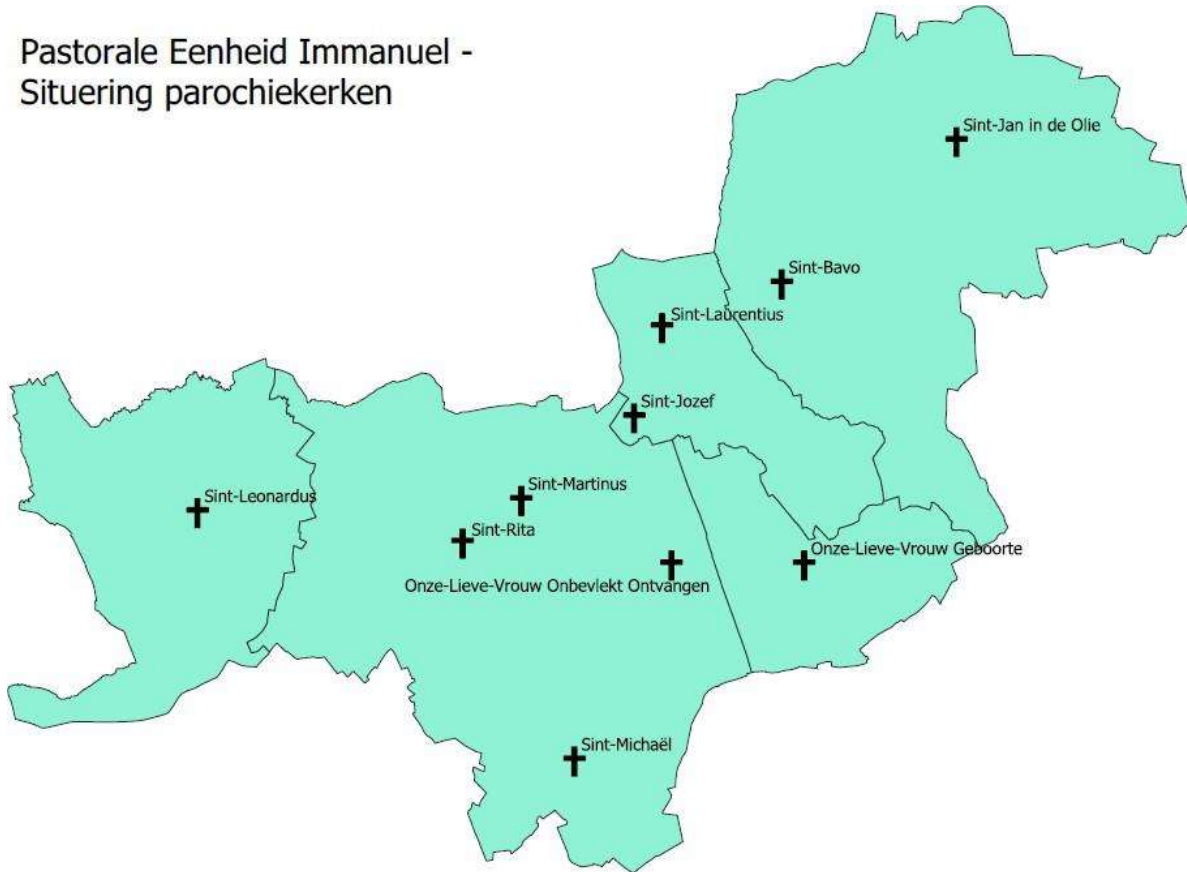 Pastorale Eenheid Immanuel -
Situering parochiekerken
Sint-Jan in de Olie
Sint-Bavo
Sint-Laurentius
Sint-Jozef
Sint-Martinus
Sint-Leonardus
Sint-Rita
Onze-Lieve-Vrouw Geboorte
Onze-Lieve-Vrouw Onbevlekt Ontvangen
Sint-Michaël